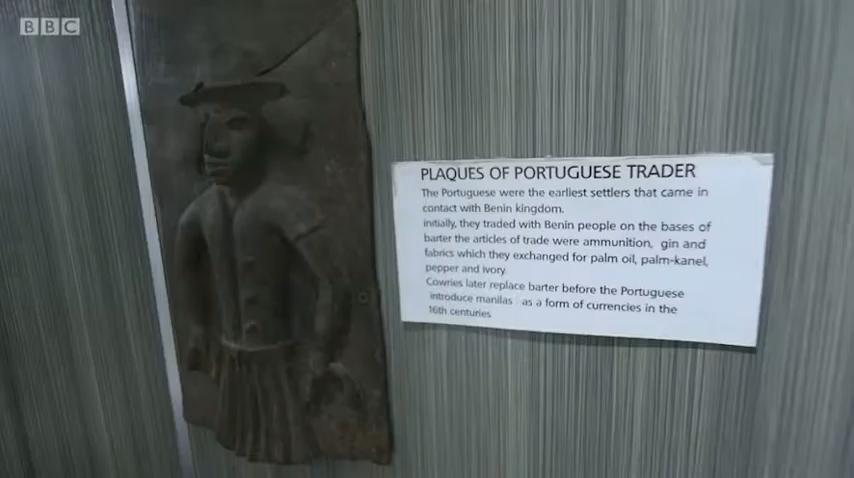 BBC
PLAQUES OF PORTUGUESE TRADER
The Portuguese were the earliest settlers that came in
contact with Benin kingdom.
initially, they traded with Benin people on the bases of
barter the articles of trade were ammunition, gin and
fabrics which they exchanged for palm oil, palm-kanel,
pepper and ivory.
Cowries later replace barter before the Portuguese
introduce manilas as a form of currencies in the
16th centuries